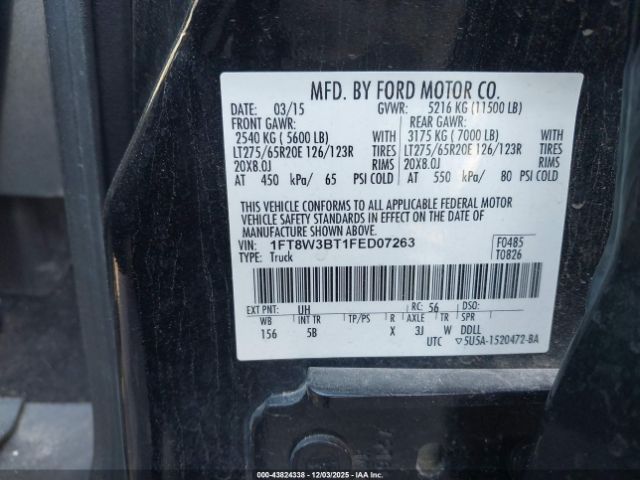 MFD. BY FORD MOTOR CO.
DATE: 03/15 GVWR: 5216 KG (11500 LB)
FRONT GAWR: REAR GAWR:
2540 KG ( 5600 LB) WITH 3175 KG ( 7000 LB) WITH
LT275/65R20E 126/123R TIRES LT275/65R20E 126/123R TIRES
20X8.0J RIMS 20X8.0J RIMS
AT 450 kPa/ 65 PSI COLD AT 550 kPa/ 80 PSI COLD
THIS VEHICLE CONFORMS TO ALL APPLICABLE FEDERAL MOTOR
VEHICLE SAFETY STANDARDS IN EFFECT ON THE DATE OF
MANUFACTURE SHOWN ABOVE.
VIN: 1FT8W3BT1FED07263 F0485
TYPE: Truck T0826
EXT PNT: UH RC: 56 DSO:
WB INT TR TP/PS R AXLE TR SPR
156 5B X 3J W DDLL
UTC ▽5U5A-1520472-BA
000-43824338 - 12/03/2025 - IAAI.COM